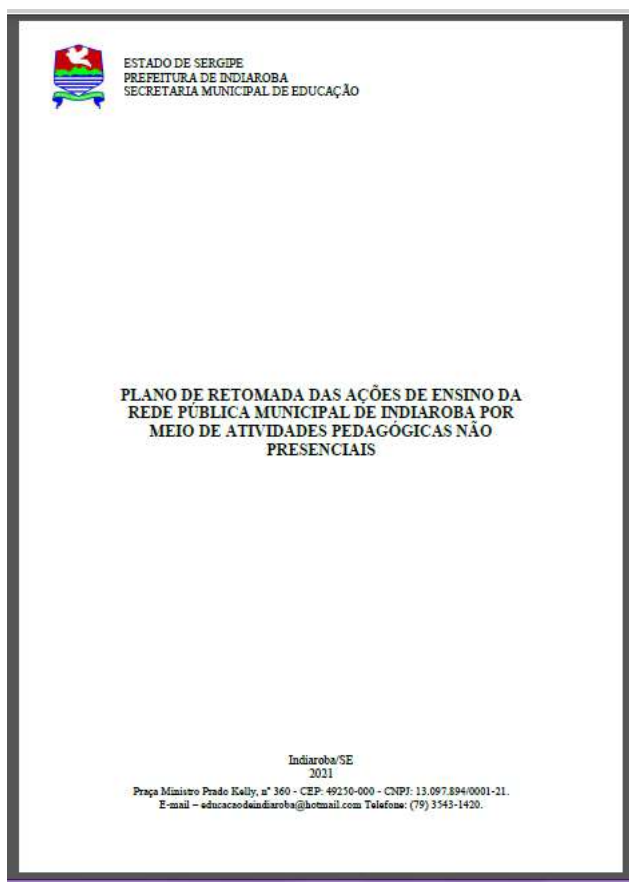 ESTADO DE SERGIPE
PREFEITURA DE INDIAROBA
SECRETARIA MUNICIPAL DE EDUCAÇÃO
PLANO DE RETOMADA DAS AÇÕES DE ENSINO DA
REDE PÚBLICA MUNICIPAL DE INDIAROBA POR
MEIO DE ATIVIDADES PEDAGÓGICAS NÃO
PRESENCIAIS
Indiaroba/SE
2021
Praça Ministro Prado Kelly, nº 360 - CEP: 49250-000 - CNPJ: 13.097.894/0001-21.
E-mail – educacaodeindiaroba@hotmail.com Telefone: (79) 3543-1420.